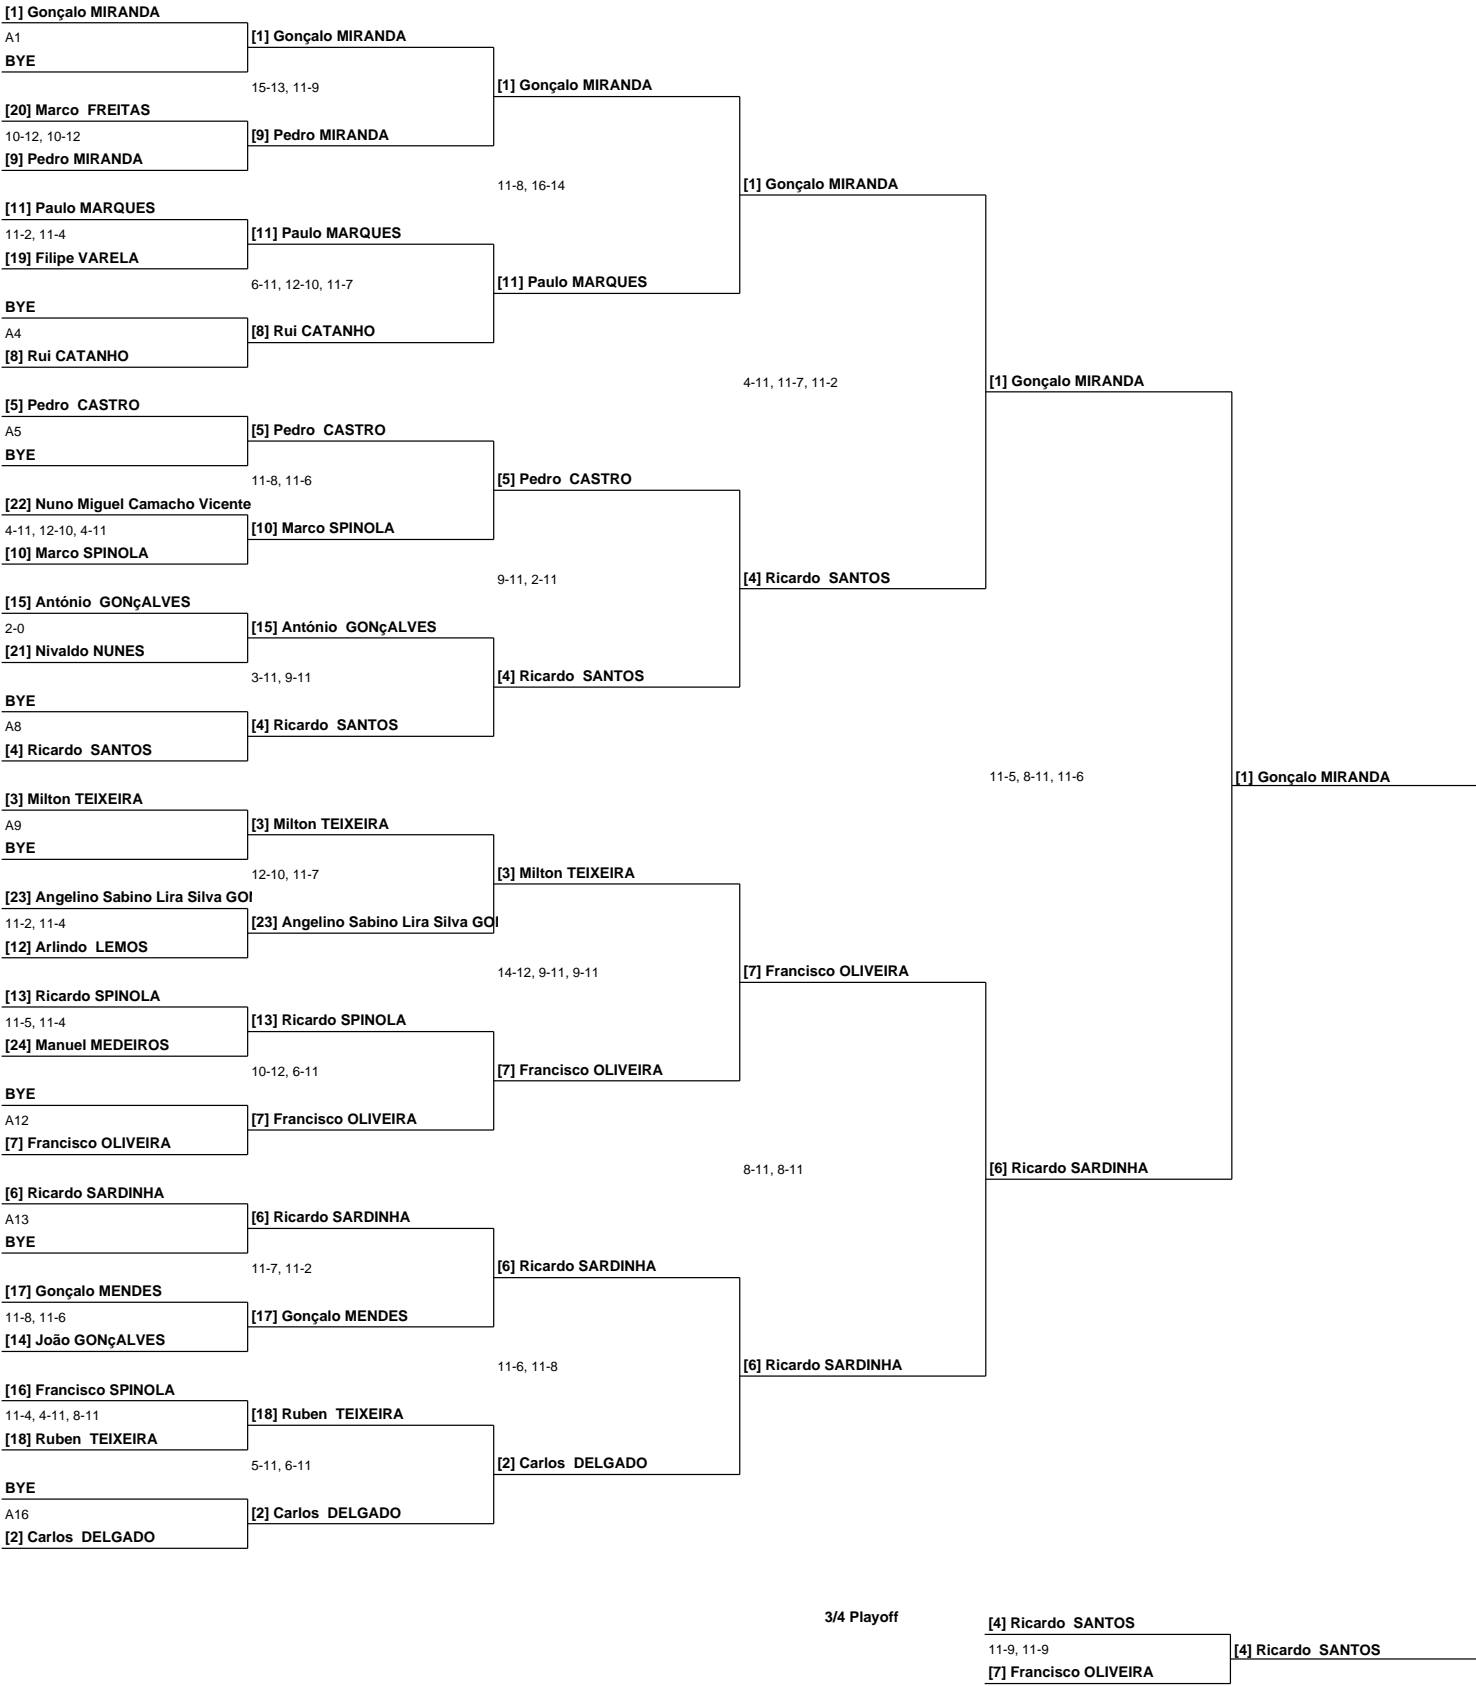 [1] Gonçalo MIRANDA
A1
BYE
[1] Gonçalo MIRANDA
15-13, 11-9
[1] Gonçalo MIRANDA
[20] Marco  FREITAS
10-12, 10-12
[9] Pedro MIRANDA
[9] Pedro MIRANDA
11-8, 16-14
[1] Gonçalo MIRANDA
[11] Paulo MARQUES
11-2, 11-4
[19] Filipe VARELA
[11] Paulo MARQUES
6-11, 12-10, 11-7
[11] Paulo MARQUES
BYE
A4
[8] Rui CATANHO
[8] Rui CATANHO
4-11, 11-7, 11-2
[1] Gonçalo MIRANDA
[5] Pedro  CASTRO
A5
BYE
[5] Pedro  CASTRO
11-8, 11-6
[5] Pedro  CASTRO
[22] Nuno Miguel Camacho Vicente
4-11, 12-10, 4-11
[10] Marco SPINOLA
[10] Marco SPINOLA
9-11, 2-11
[4] Ricardo  SANTOS
[15] António  GONçALVES
2-0
[21] Nivaldo NUNES
[15] António  GONçALVES
3-11, 9-11
[4] Ricardo  SANTOS
BYE
A8
[4] Ricardo  SANTOS
[4] Ricardo  SANTOS
11-5, 8-11, 11-6
[1] Gonçalo MIRANDA
[3] Milton TEIXEIRA
A9
BYE
[3] Milton TEIXEIRA
12-10, 11-7
[3] Milton TEIXEIRA
[23] Angelino Sabino Lira Silva
11-2, 11-4
[12] Arlindo  LEMOS
[23] Angelino Sabino Lira Silva
14-12, 9-11, 9-11
[7] Francisco OLIVEIRA
[13] Ricardo SPINOLA
11-5, 11-4
[24] Manuel MEDEIROS
[13] Ricardo SPINOLA
10-12, 6-11
[7] Francisco OLIVEIRA
BYE
A12
[7] Francisco OLIVEIRA
[7] Francisco OLIVEIRA
8-11, 8-11
[6] Ricardo SARDINHA
[6] Ricardo SARDINHA
A13
BYE
[6] Ricardo SARDINHA
11-7, 11-2
[6] Ricardo SARDINHA
[17] Gonçalo MENDES
11-8, 11-6
[14] João GONçALVES
[17] Gonçalo MENDES
11-6, 11-8
[6] Ricardo SARDINHA
[16] Francisco SPINOLA
11-4, 4-11, 8-11
[18] Ruben  TEIXEIRA
[18] Ruben  TEIXEIRA
5-11, 6-11
[2] Carlos  DELGADO
BYE
A16
[2] Carlos  DELGADO
[2] Carlos  DELGADO
3/4 Playoff
[4] Ricardo  SANTOS
11-9, 11-9
[7] Francisco OLIVEIRA
[4] Ricardo  SANTOS